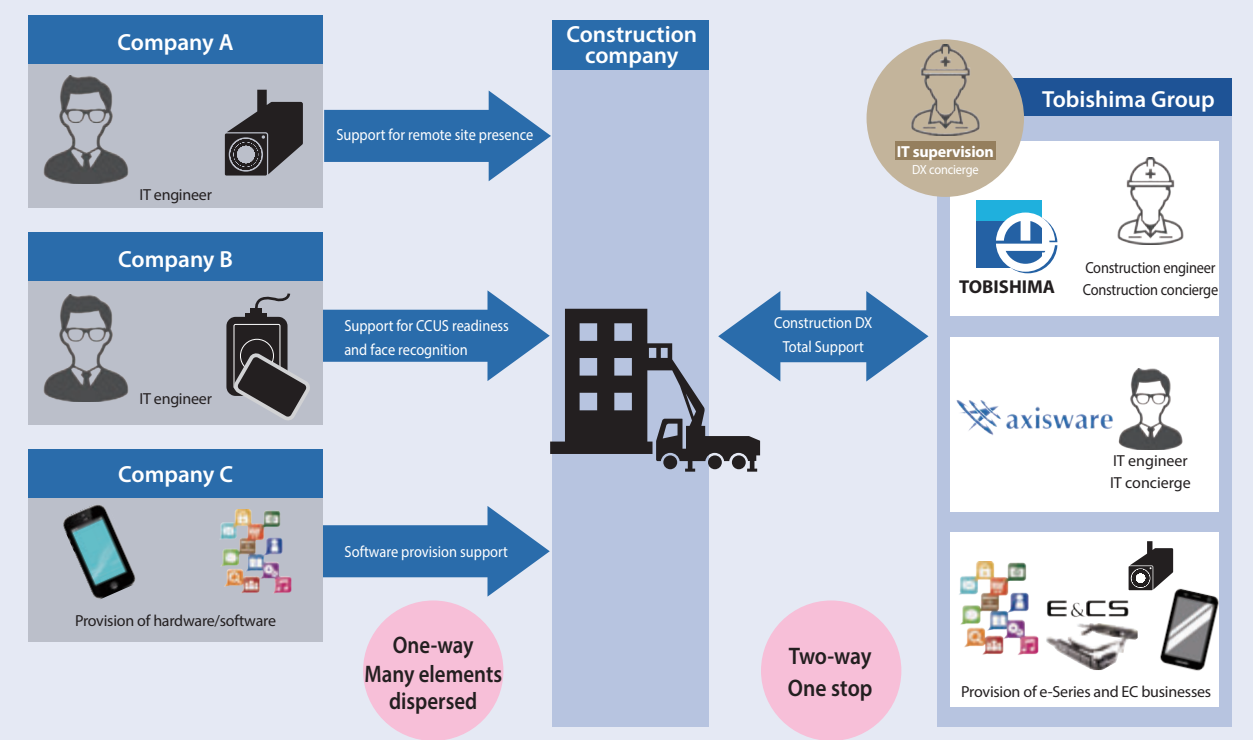 Company A
IT engineer
Support for remote site presence
Company B
IT engineer
Support for CCUS readiness
and face recognition
Company C
Provision of hardware/software
Software provision support
One-way
Many elements
dispersed
Construction
company
Construction DX
Total Support
Two-way
One stop
IT supervision
DX concierge
Tobishima Group
TOBISHIMA
Construction engineer
Construction concierge
axisware
IT engineer
IT concierge
E&CS
Provision of e-Series and EC businesses